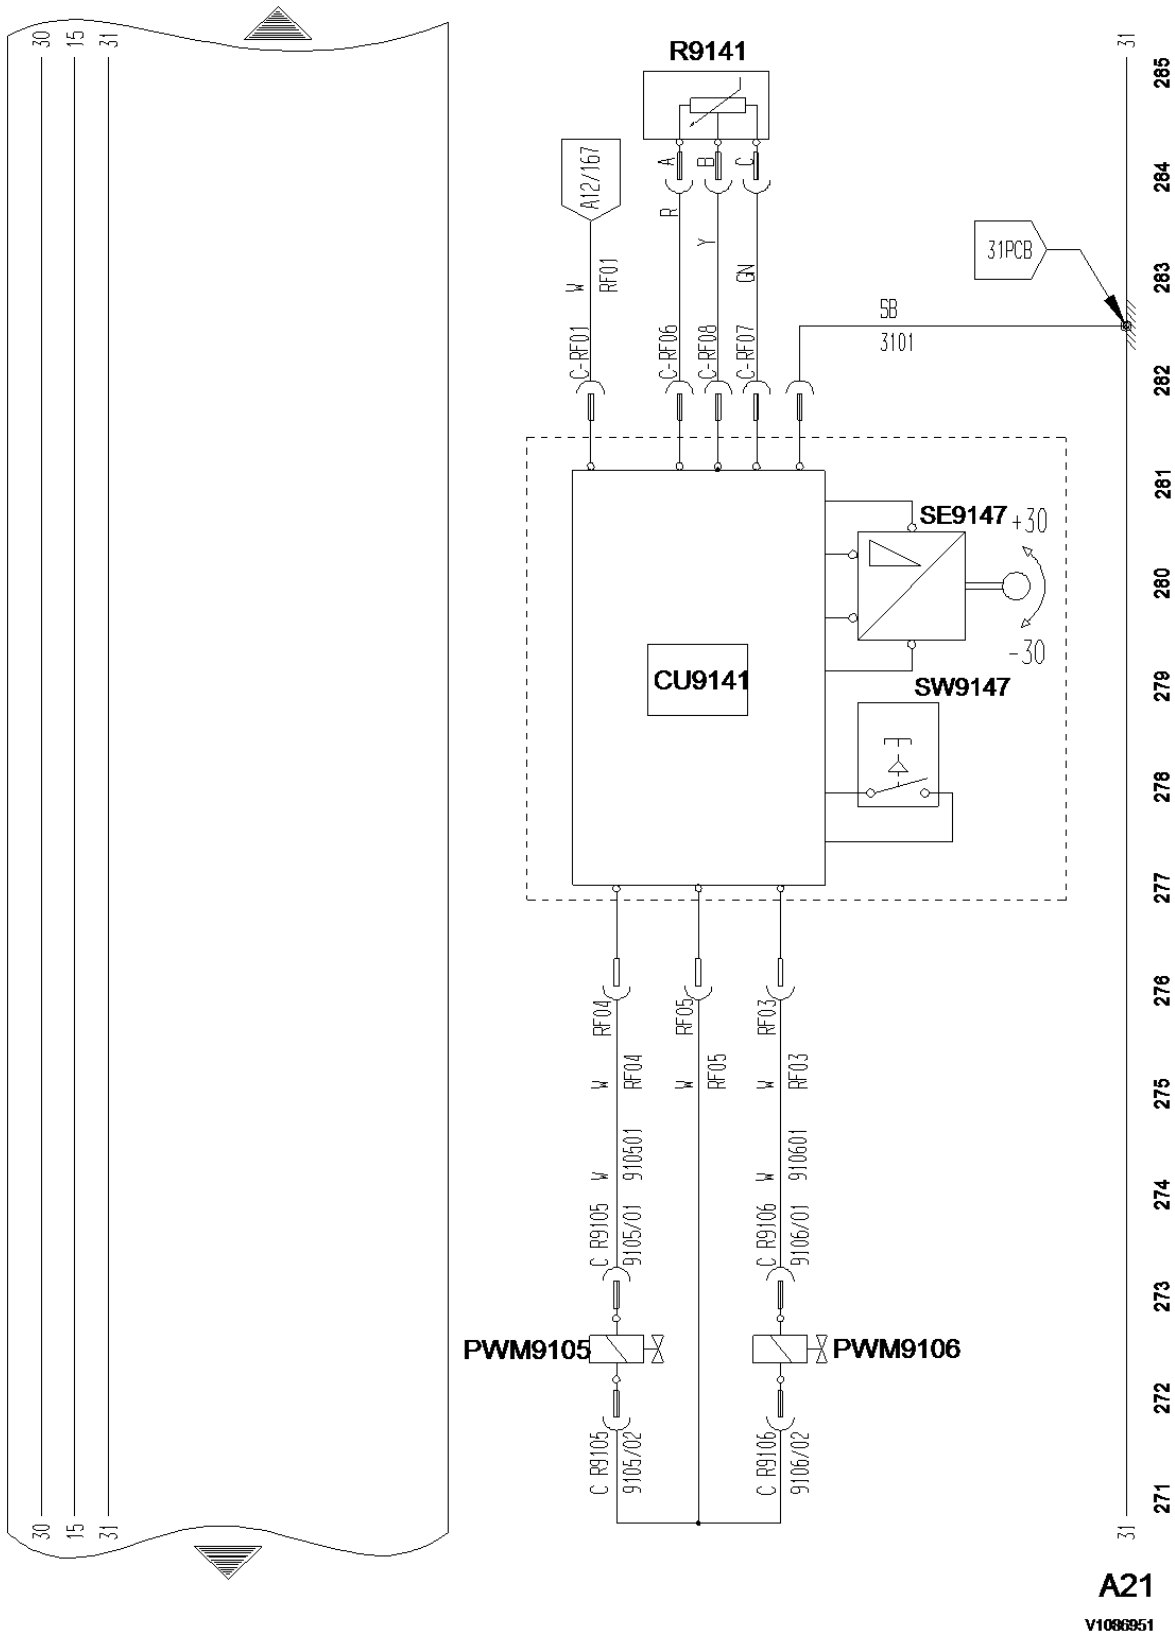 30
15
31
31
R9141
285
A12/167
A
B
C
284
R
Y
GN
31PCB
283
W
RF01
SB
3101
C-RF01
C-RF06
C-RF08
C-RF07
282
281
SE9147
+30
280
-30
CU9141
SW9147
279
278
277
276
RF04
RF05
RF03
W
RF04
W
RF05
W
RF03
275
W
910501
W
910601
274
C R9105
9105/01
C R9106
9106/01
273
PWM9105
PWM9106
272
C R9105
9105/02
C R9106
9106/02
271
30
15
31
31
A21
V1086951